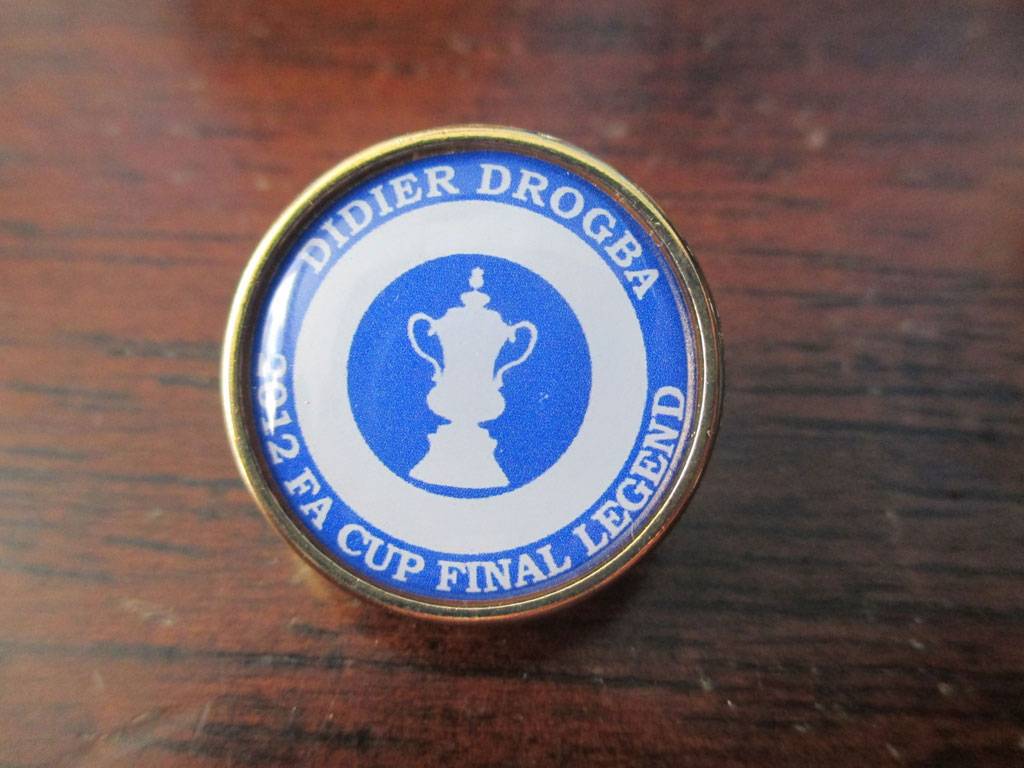 DIDIER DROGBA
2012 FA CUP FINAL LEGEND